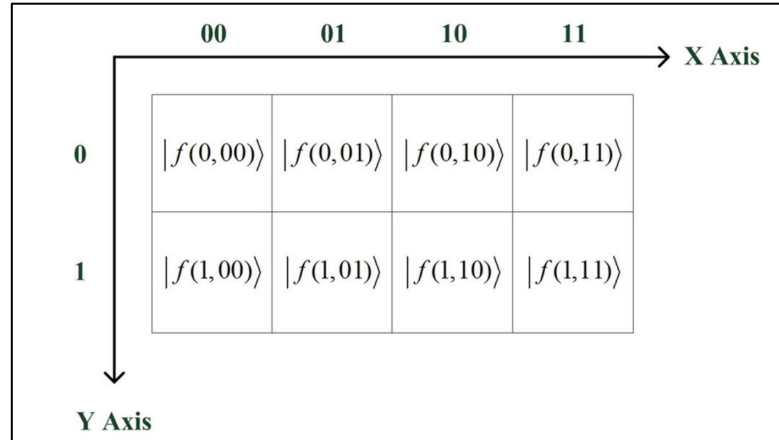 00 01 10 11
X Axis
0 |f(0,00)⟩ |f(0,01)⟩ |f(0,10)⟩ |f(0,11)⟩
1 |f(1,00)⟩ |f(1,01)⟩ |f(1,10)⟩ |f(1,11)⟩
Y Axis